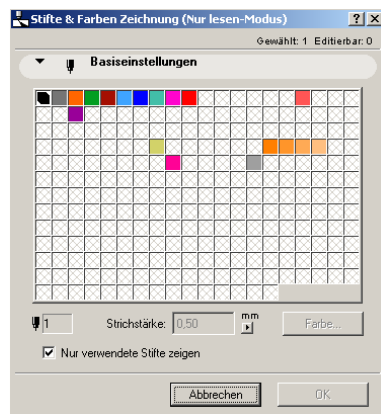 Stifte & Farben Zeichnung (Nur lesen-Modus)
Gewählt: 1 Editierbar: 0
Basiseinstellungen
1 Strichstärke: 0,50 mm Farbe...
Nur verwendete Stifte zeigen
Abbrechen OK